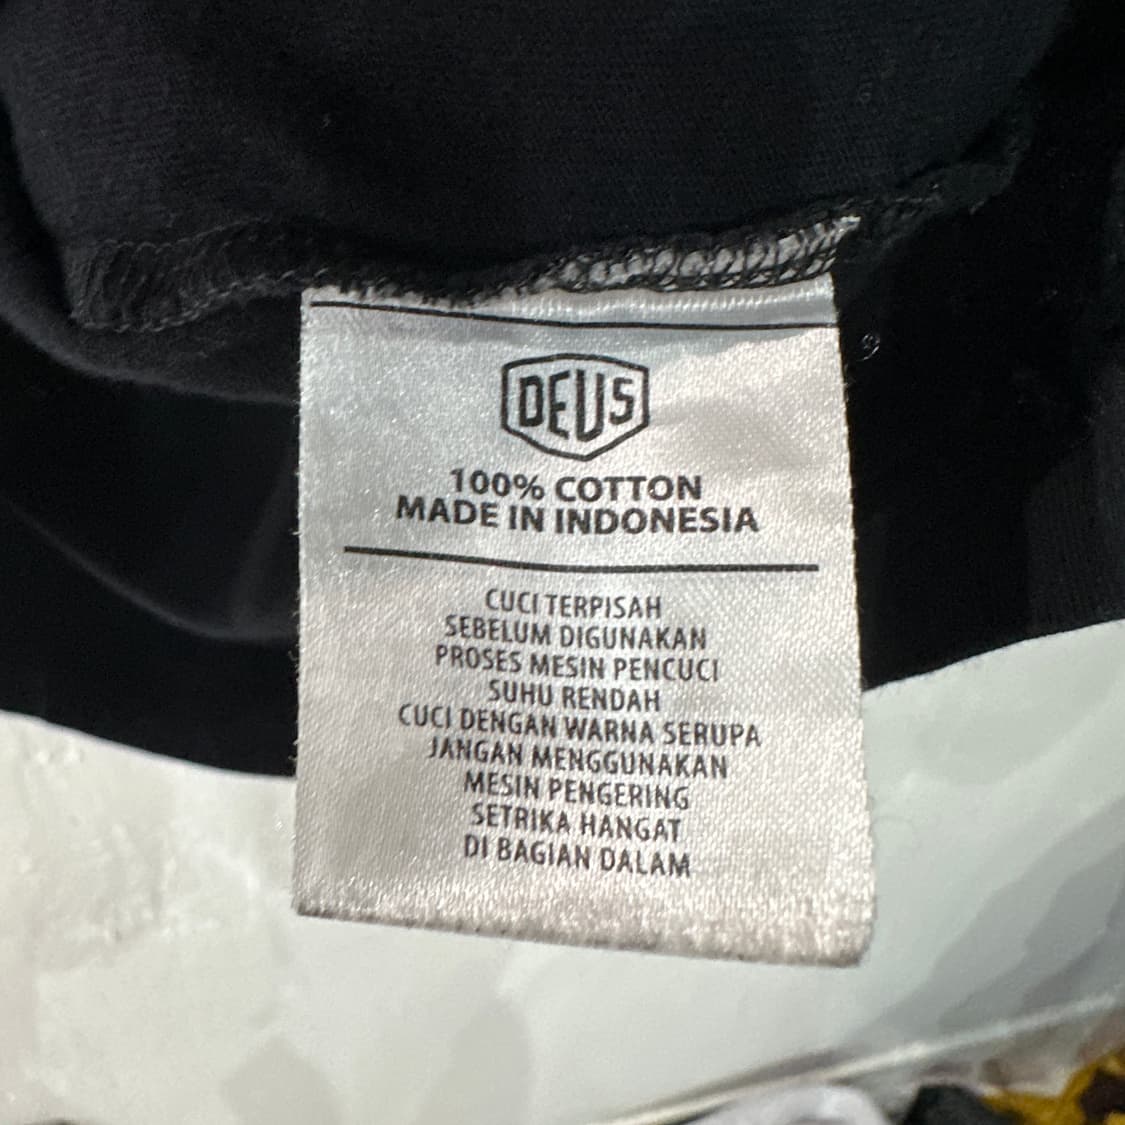 DEUS
100% COTTON
MADE IN INDONESIA
CUCI TERPISAH
SEBELUM DIGUNAKAN
PROSES MESIN PENCUCI
SUHU RENDAH
CUCI DENGAN WARNA SERUPA
JANGAN MENGGUNAKAN
MESIN PENGERING
SETRIKA HANGAT
DI BAGIAN DALAM